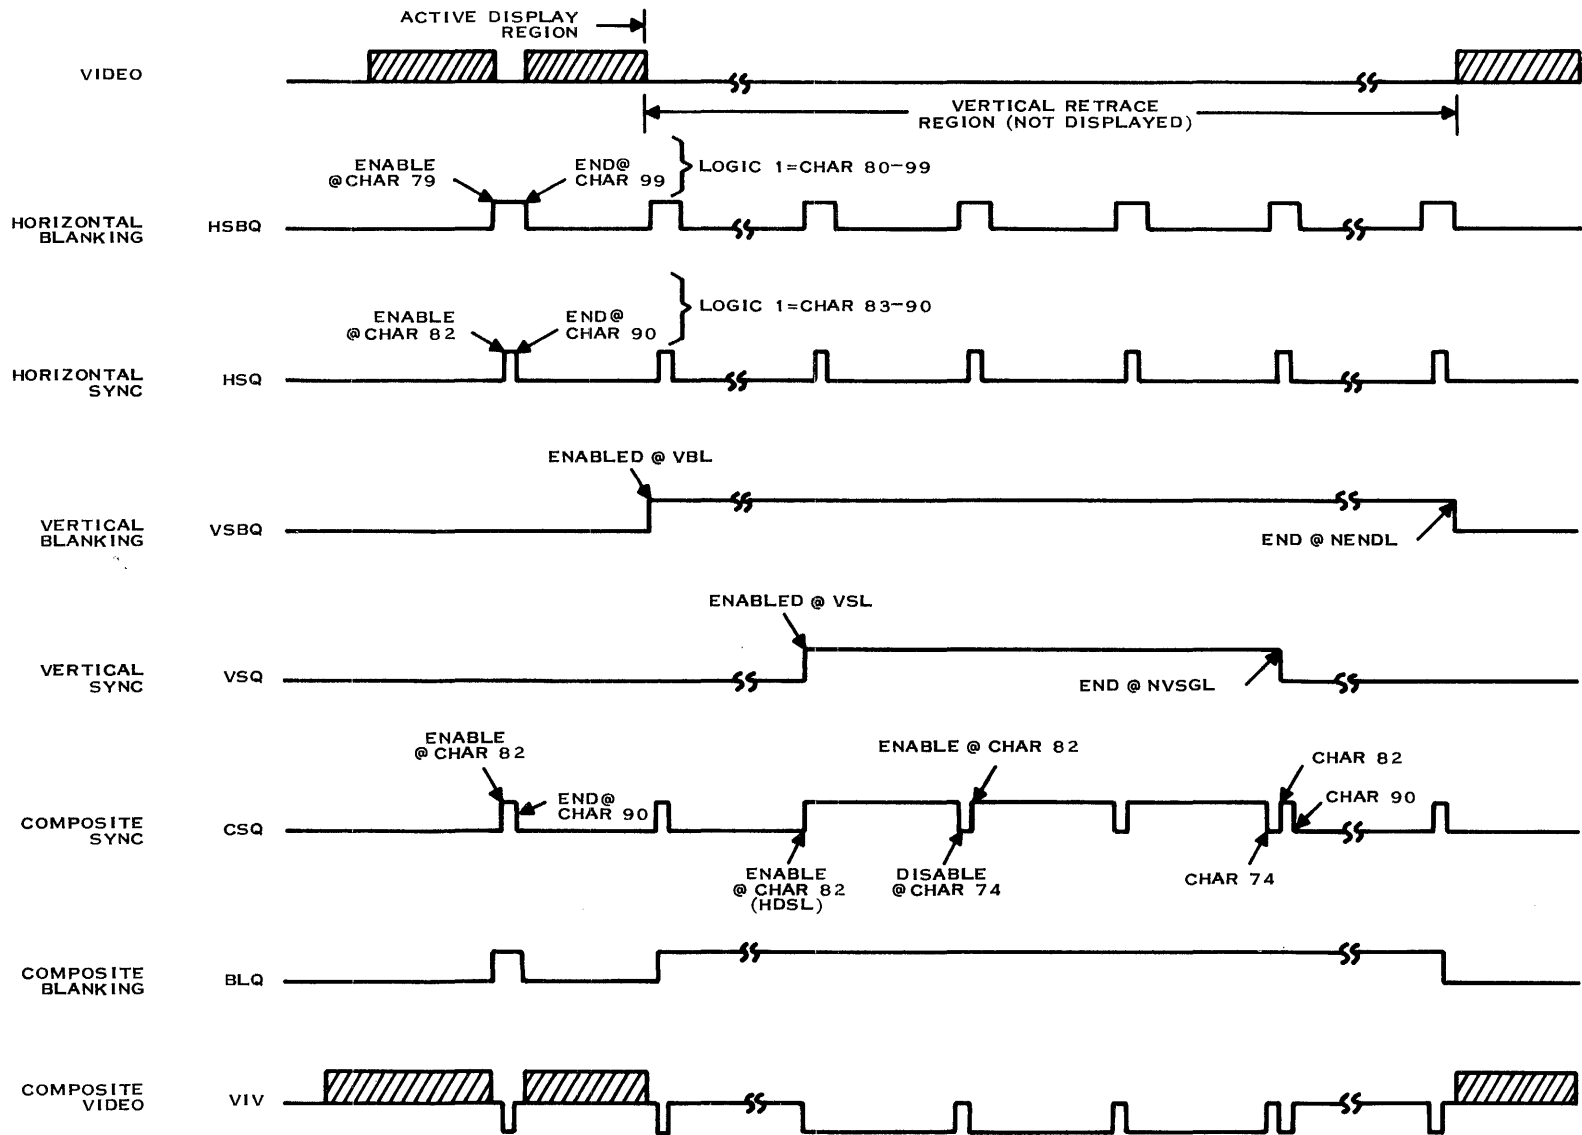 ACTIVE DISPLAY
REGION
VIDEO
VERTICAL RETRACE
REGION (NOT DISPLAYED)
ENABLE
@CHAR 79
END@
CHAR 99
LOGIC 1=CHAR 80-99
HORIZONTAL
BLANKING
HSBQ
ENABLE
@CHAR 82
END@
CHAR 90
LOGIC 1=CHAR 83-90
HORIZONTAL
SYNC
HSQ
ENABLED @ VBL
VERTICAL
BLANKING
VSBQ
END @ NENDL
ENABLED @ VSL
VERTICAL
SYNC
VSQ
END @ NVSGL
ENABLE
@ CHAR 82
END@
CHAR 90
ENABLE @ CHAR 82
CHAR 82
CHAR 90
COMPOSITE
SYNC
CSQ
ENABLE
@ CHAR 82
(HDSL)
DISABLE
@CHAR 74
CHAR 74
COMPOSITE
BLANKING
BLQ
COMPOSITE
VIDEO
VIV